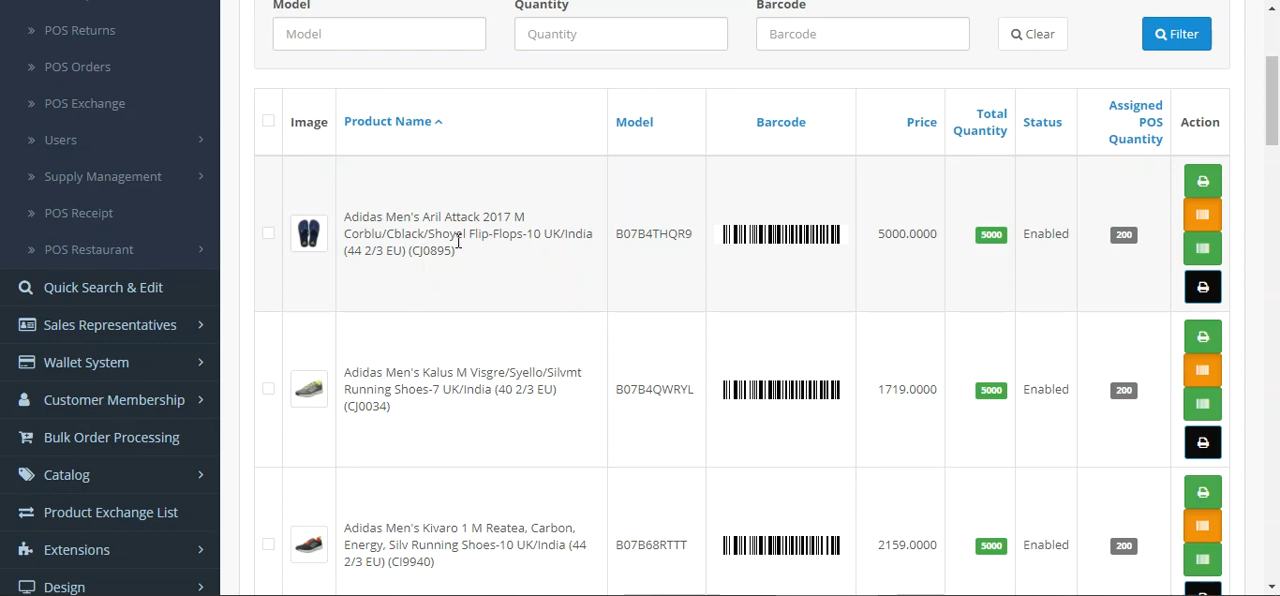 Model
Quantity
Barcode
Model
Quantity
Barcode
Clear
Filter
POS Returns
POS Orders
POS Exchange
Users
Supply Management
POS Receipt
POS Restaurant
Quick Search & Edit
Sales Representatives
Wallet System
Customer Membership
Bulk Order Processing
Catalog
Product Exchange List
Extensions
Design
Image
Product Name
Model
Barcode
Price
Total
Quantity
Status
Assigned
POS
Quantity
Action
Adidas Men's Aril Attack 2017 M
Corblu/Cblack/Shoyel Flip-Flops-10 UK/India
(44 2/3 EU) (CJ0895)
B07B4THQR9
5000.0000
5000
Enabled
200
Adidas Men's Kalus M Visgre/Syello/Silvmt
Running Shoes-7 UK/India (40 2/3 EU)
(CJ0034)
B07B4QWRYL
1719.0000
5000
Enabled
200
Adidas Men's Kivaro 1 M Reatea, Carbon,
Energy, Silv Running Shoes-10 UK/India (44
2/3 EU) (CI9940)
B07B68RTTT
2159.0000
5000
Enabled
200